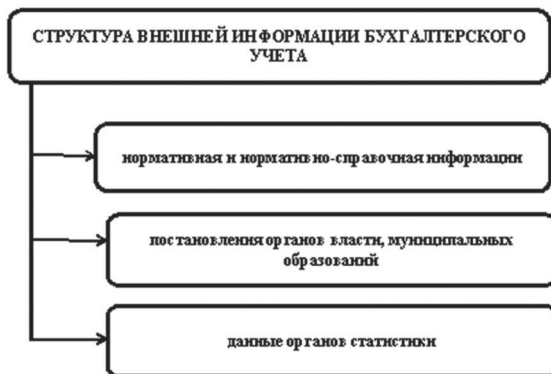 СТРУКТУРА ВНЕШНЕЙ ИНФОРМАЦИИ БУХГАЛТЕРСКОГО
УЧЕТА
нормативная и нормативно-справочная информации
постановления органов власти, муниципальных
образований
данные органов статистики